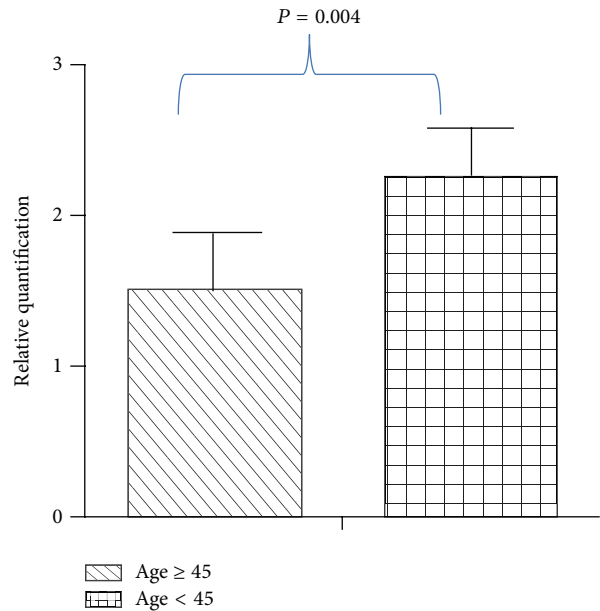 P = 0.004
3
2
1
0
Relative quantification
Age ≥ 45
Age < 45